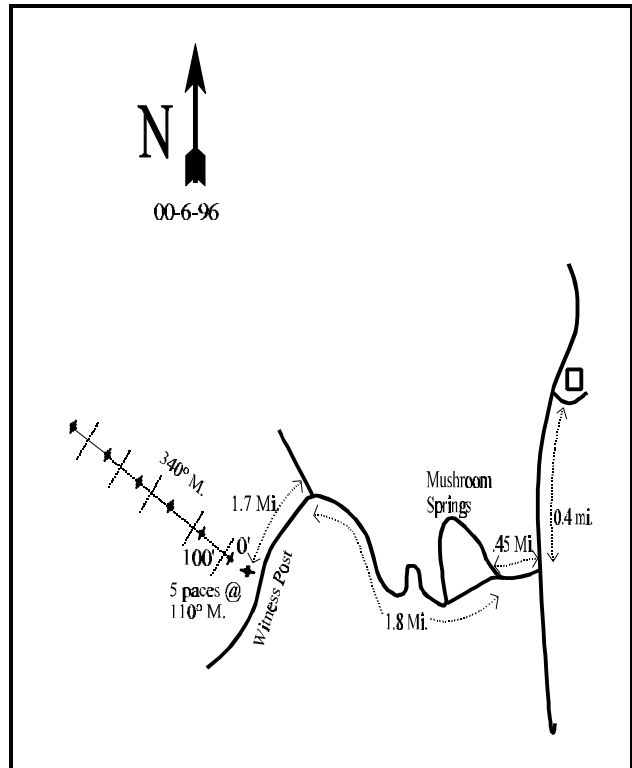 N
00-6-96
340° M.
Mushroom
Springs
1.7 Mi.
0.4 mi.
.45 Mi.
0'
100'
5 paces @
110° M.
Witness Post
1.8 Mi.